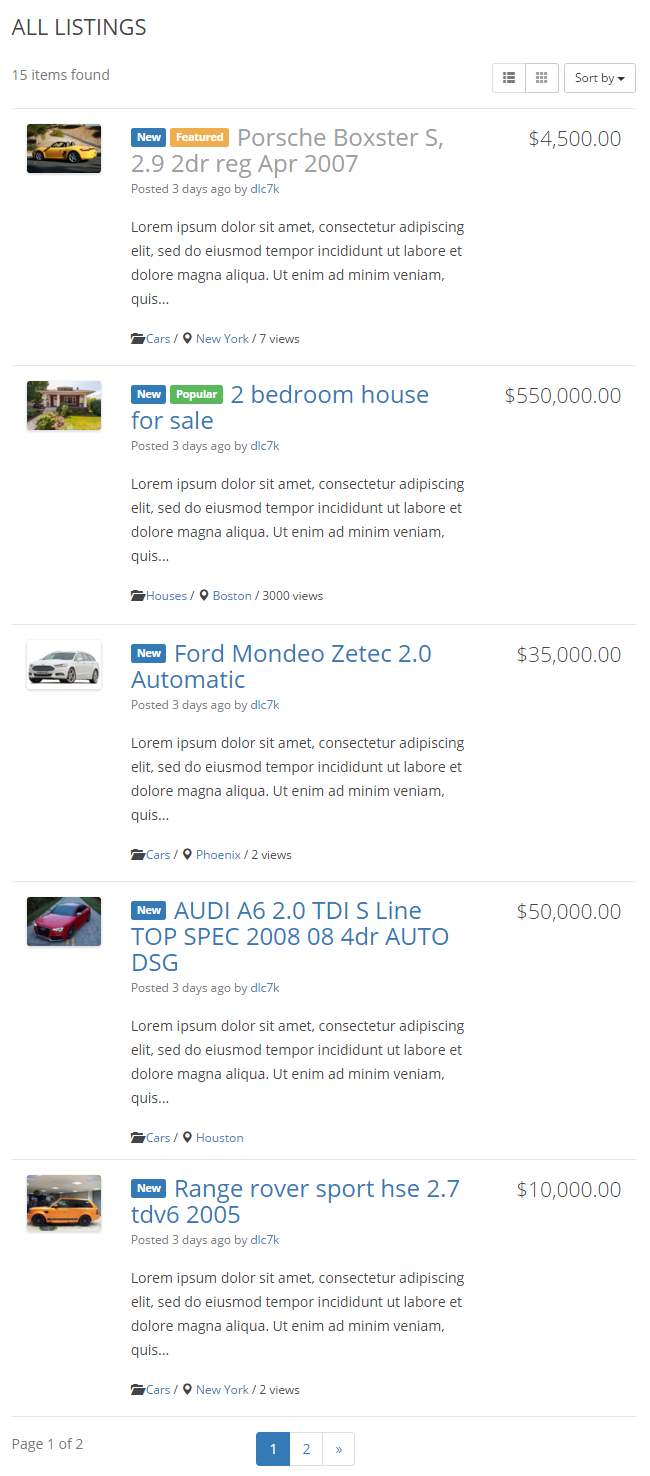 ALL LISTINGS
15 items found
Sort by
New Featured Porsche Boxster S,
2.9 2dr reg Apr 2007
$4,500.00
Posted 3 days ago by dlc7k
Lorem ipsum dolor sit amet, consectetur adipiscing
elit, sed do eiusmod tempor incididunt ut labore et
dolore magna aliqua. Ut enim ad minim veniam,
quis...
Cars / New York / 7 views
New Popular 2 bedroom house
for sale
$550,000.00
Posted 3 days ago by dlc7k
Lorem ipsum dolor sit amet, consectetur adipiscing
elit, sed do eiusmod tempor incididunt ut labore et
dolore magna aliqua. Ut enim ad minim veniam,
quis...
Houses / Boston / 3000 views
New Ford Mondeo Zetec 2.0
Automatic
$35,000.00
Posted 3 days ago by dlc7k
Lorem ipsum dolor sit amet, consectetur adipiscing
elit, sed do eiusmod tempor incididunt ut labore et
dolore magna aliqua. Ut enim ad minim veniam,
quis...
Cars / Phoenix / 2 views
New AUDI A6 2.0 TDI S Line
TOP SPEC 2008 08 4dr AUTO
DSG
$50,000.00
Posted 3 days ago by dlc7k
Lorem ipsum dolor sit amet, consectetur adipiscing
elit, sed do eiusmod tempor incididunt ut labore et
dolore magna aliqua. Ut enim ad minim veniam,
quis...
Cars / Houston
New Range rover sport hse 2.7
tdv6 2005
$10,000.00
Posted 3 days ago by dlc7k
Lorem ipsum dolor sit amet, consectetur adipiscing
elit, sed do eiusmod tempor incididunt ut labore et
dolore magna aliqua. Ut enim ad minim veniam,
quis...
Cars / New York / 2 views
Page 1 of 2
1 2 »